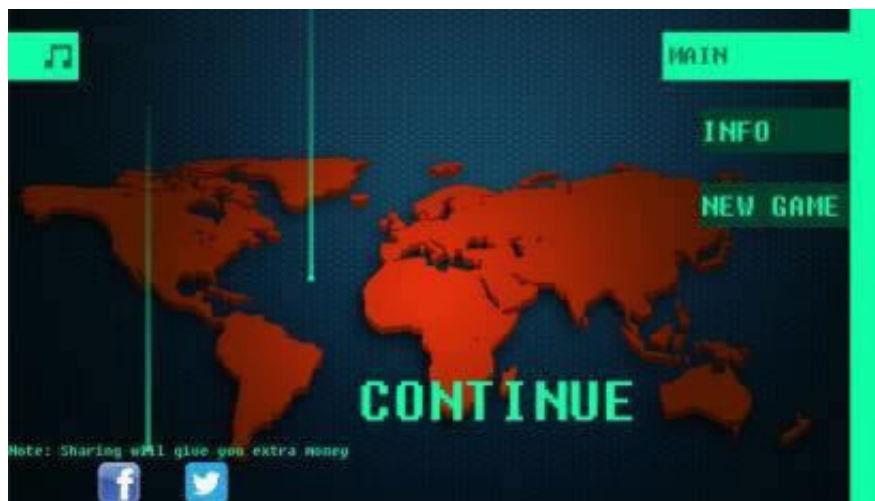 MAIN
INFO
NEW GAME
CONTINUE
Note: Sharing will give you extra money
f